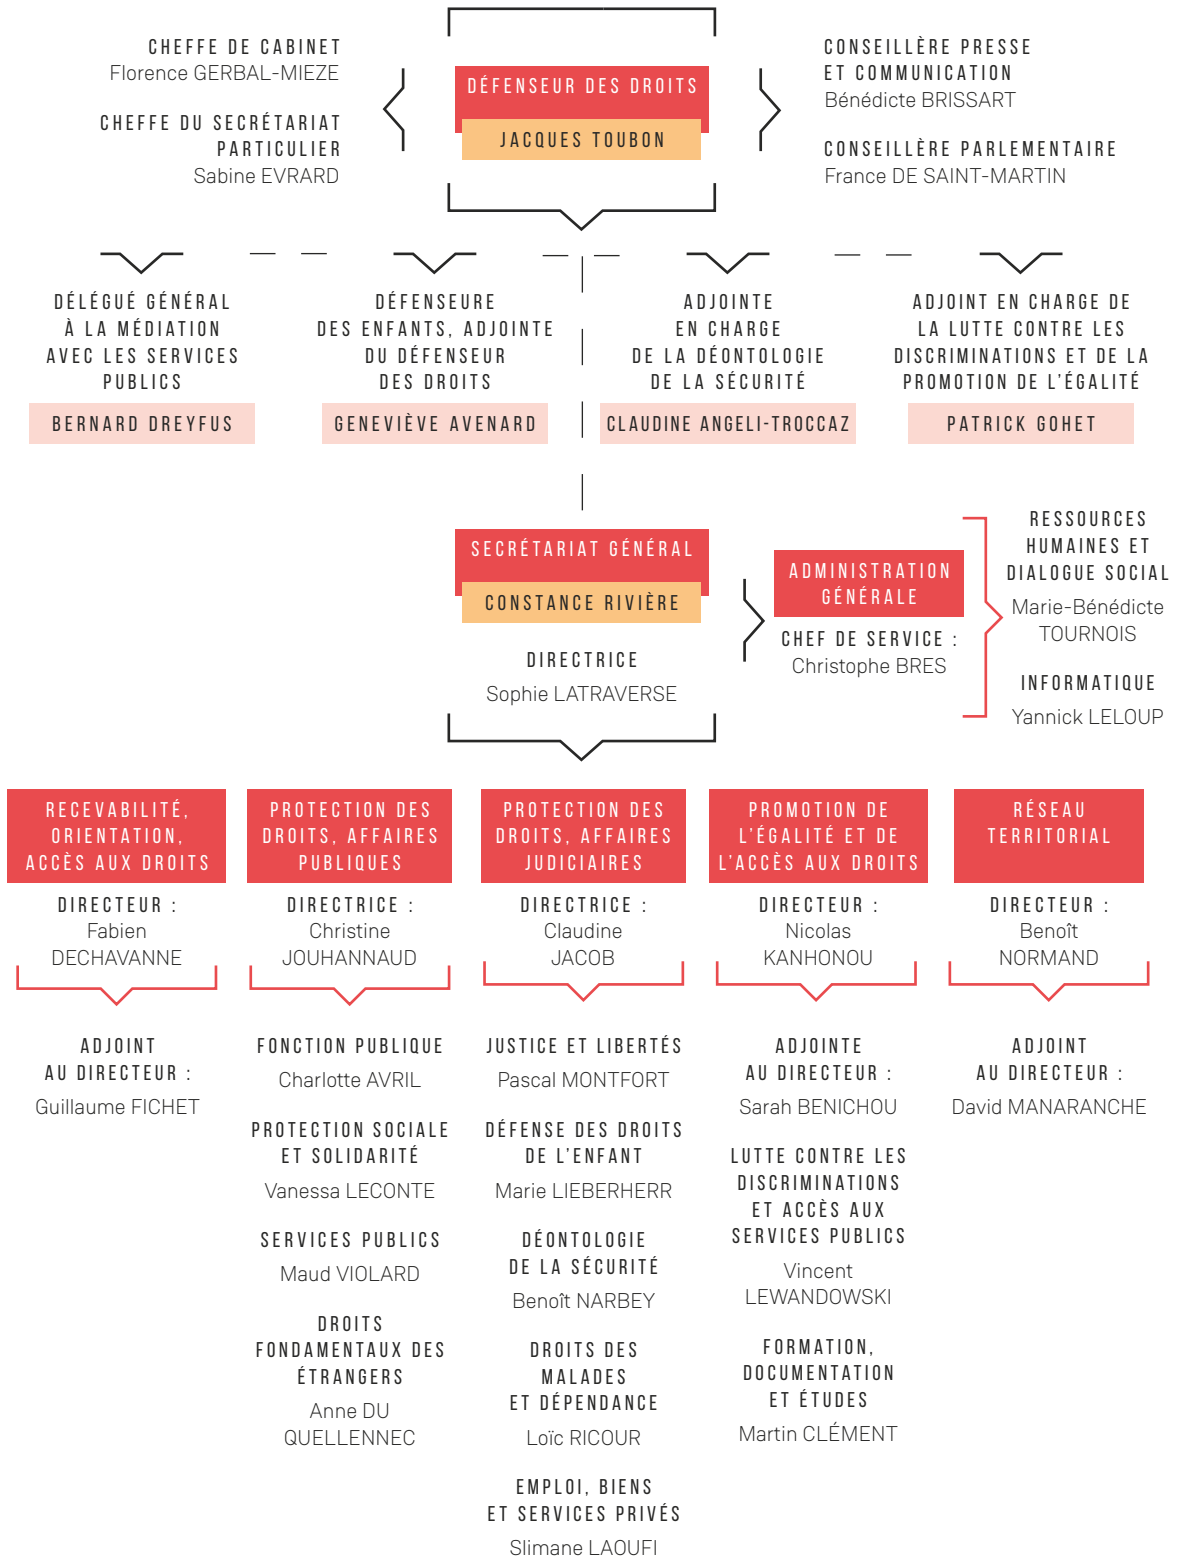 CHEFFE DE CABINET
Florence GERBAL-MIEZE
CHEFFE DU SECRÉTARIAT
PARTICULIER
Sabine EVRARD
DÉFENSEUR DES DROITS
JACQUES TOUBON
CONSEILLÈRE PRESSE
ET COMMUNICATION
Bénédicte BRISSART
CONSEILLÈRE PARLEMENTAIRE
France DE SAINT-MARTIN
DÉLÉGUÉ GÉNÉRAL
À LA MÉDIATION
AVEC LES SERVICES
PUBLICS
BERNARD DREYFUS
DÉFENSEURE
DES ENFANTS, ADJOINTE
DU DÉFENSEUR
DES DROITS
GENEVIÈVE AVENARD
ADJOINTE
EN CHARGE
DE LA DÉONTOLOGIE
DE LA SÉCURITÉ
CLAUDINE ANGELI-TROCCAZ
ADJOINT EN CHARGE DE
LA LUTTE CONTRE LES
DISCRIMINATIONS ET DE LA
PROMOTION DE L'ÉGALITÉ
PATRICK GOHET
SECRÉTARIAT GÉNÉRAL
CONSTANCE RIVIÈRE
DIRECTRICE
Sophie LATRAVERSE
ADMINISTRATION
GÉNÉRALE
CHEF DE SERVICE :
Christophe BRES
RESSOURCES
HUMAINES ET
DIALOGUE SOCIAL
Marie-Bénédicte
TOURNOIS
INFORMATIQUE
Yannick LELOUP
RECEVABILITÉ,
ORIENTATION,
ACCÈS AUX DROITS
DIRECTEUR :
Fabien
DECHAVANNE
ADJOINT
AU DIRECTEUR :
Guillaume FICHET
PROTECTION DES
DROITS, AFFAIRES
PUBLIQUES
DIRECTRICE :
Christine
JOUHANNAUD
FONCTION PUBLIQUE
Charlotte AVRIL
PROTECTION SOCIALE
ET SOLIDARITÉ
Vanessa LECONTE
SERVICES PUBLICS
Maud VIOLARD
DROITS
FONDAMENTAUX DES
ÉTRANGERS
Anne DU
QUELLENNEC
PROTECTION DES
DROITS, AFFAIRES
JUDICIAIRES
DIRECTRICE :
Claudine
JACOB
JUSTICE ET LIBERTÉS
Pascal MONTFORT
DÉFENSE DES DROITS
DE L'ENFANT
Marie LIEBERHERR
DÉONTOLOGIE
DE LA SÉCURITÉ
Benoît NARBEY
DROITS DES
MALADES
ET DÉPENDANCE
Loïc RICOUR
EMPLOI, BIENS
ET SERVICES PRIVÉS
Slimane LAOUFI
PROMOTION DE
L'ÉGALITÉ ET DE
L'ACCÈS AUX DROITS
DIRECTEUR :
Nicolas
KANHONOU
ADJOINTE
AU DIRECTEUR :
Sarah BENICHOU
LUTTE CONTRE LES
DISCRIMINATIONS
ET ACCÈS AUX
SERVICES PUBLICS
Vincent
LEWANDOWSKI
FORMATION,
DOCUMENTATION
ET ÉTUDES
Martin CLÉMENT
RÉSEAU
TERRITORIAL
DIRECTEUR :
Benoît
NORMAND
ADJOINT
AU DIRECTEUR :
David MANARANCHE